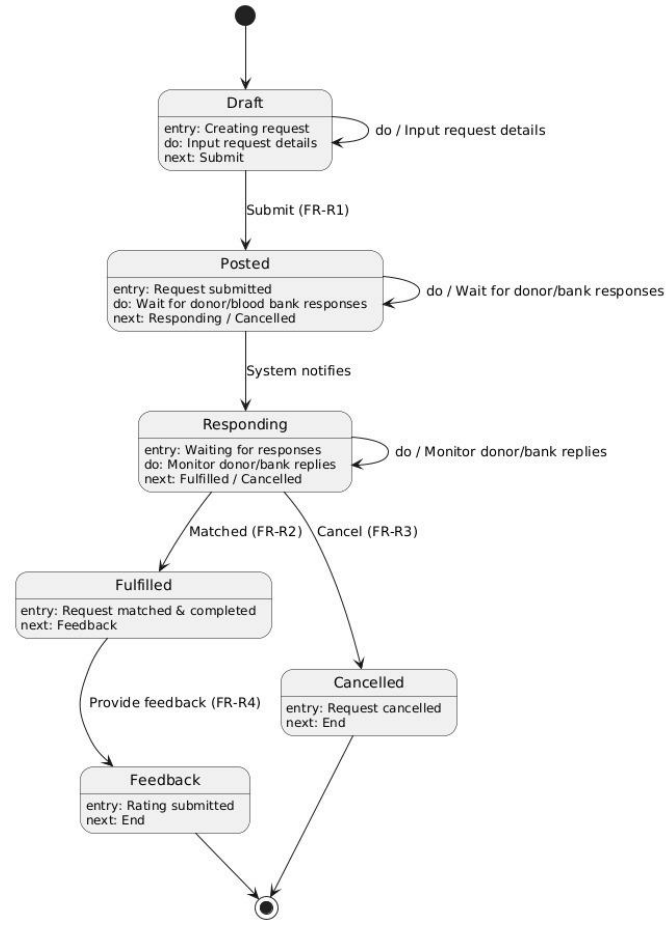 Draft
entry: Creating request
do: Input request details
next: Submit
do / Input request details
Submit (FR-R1)
Posted
entry: Request submitted
do: Wait for donor/blood bank responses
next: Responding / Cancelled
do / Wait for donor/bank responses
System notifies
Responding
entry: Waiting for responses
do: Monitor donor/bank replies
next: Fulfilled / Cancelled
do / Monitor donor/bank replies
Matched (FR-R2)
Cancel (FR-R3)
Fulfilled
entry: Request matched & completed
next: Feedback
Cancelled
entry: Request cancelled
next: End
Provide feedback (FR-R4)
Feedback
entry: Rating submitted
next: End